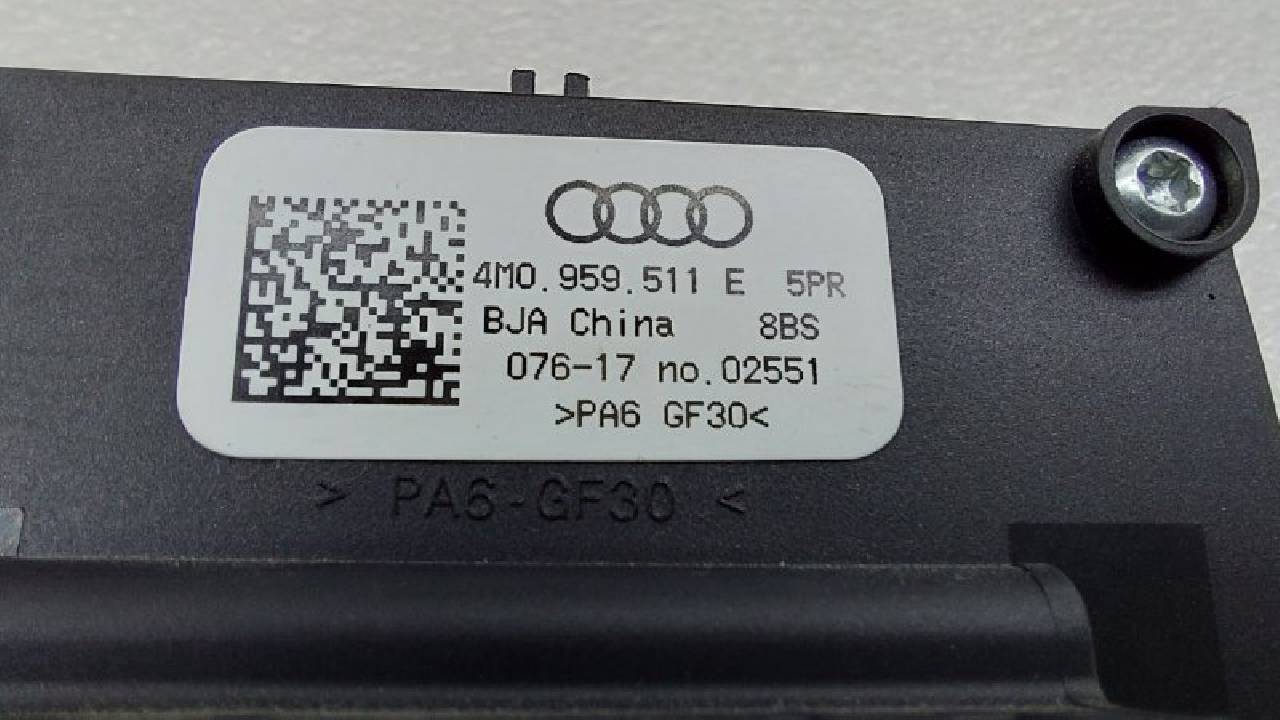 4M0.959.511 E 5PR
BJA China 8BS
076-17 no.02551
>PA6 GF30<
> PA6-GF30 <